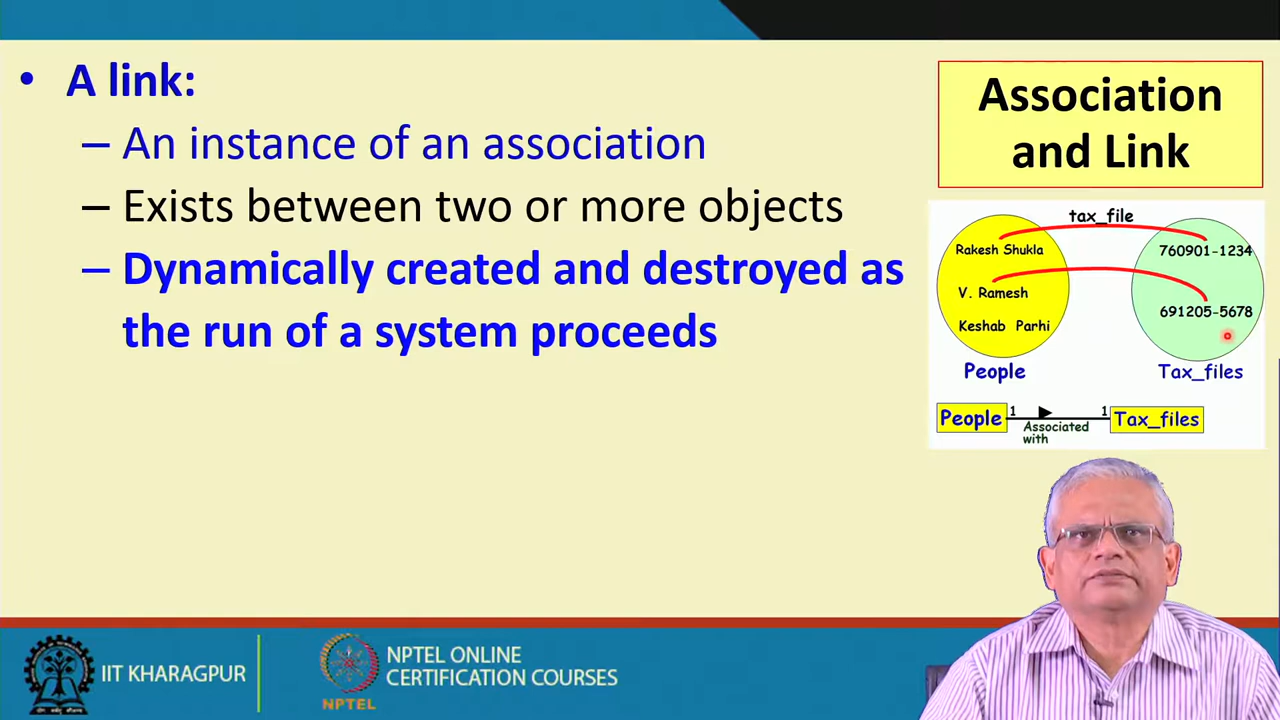 • A link:
– An instance of an association
– Exists between two or more objects
– Dynamically created and destroyed as
the run of a system proceeds
Association
and Link
tax_file
Rakesh Shukla
760901-1234
V. Ramesh
691205-5678
Keshab Parhi
People
Tax_files
People
1
1
Tax_files
Associated
with
IIT KHARAGPUR
NPTEL
NPTEL ONLINE
CERTIFICATION COURSES